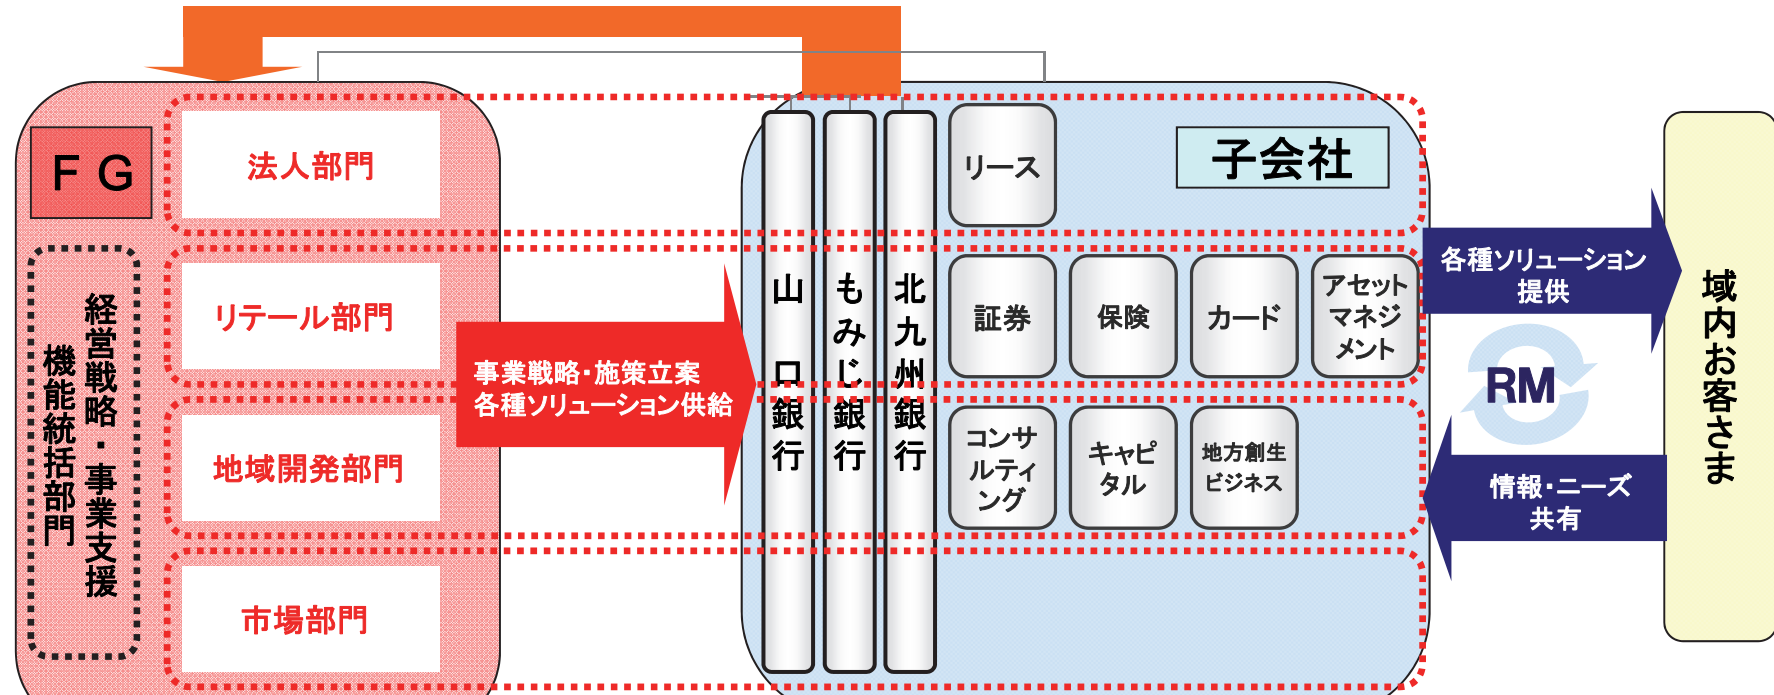 ＦＧ
経営戦略・事業支援
機能統括部門
法人部門
リテール部門
地域開発部門
市場部門
事業戦略・施策立案
各種ソリューション供給
山口銀行
もみじ銀行
北九州銀行
子会社
リース
証券
保険
カード
アセット
マネジ
メント
コンサ
ルティ
ング
キャピ
タル
地方創生
ビジネス
各種ソリューション
提供
RM
情報・ニーズ
共有
域内お客さま